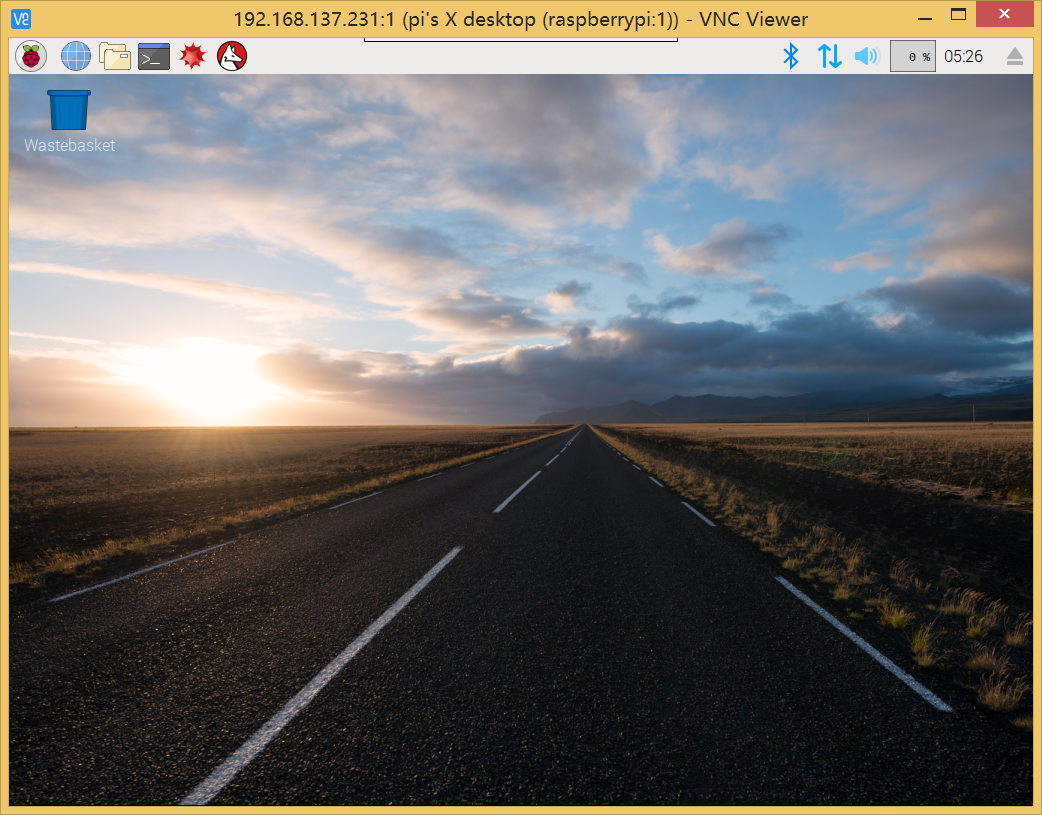 192.168.137.231:1 (pi's X desktop (raspberrypi:1)) - VNC Viewer
>_
0 %
05:26
Wastebasket